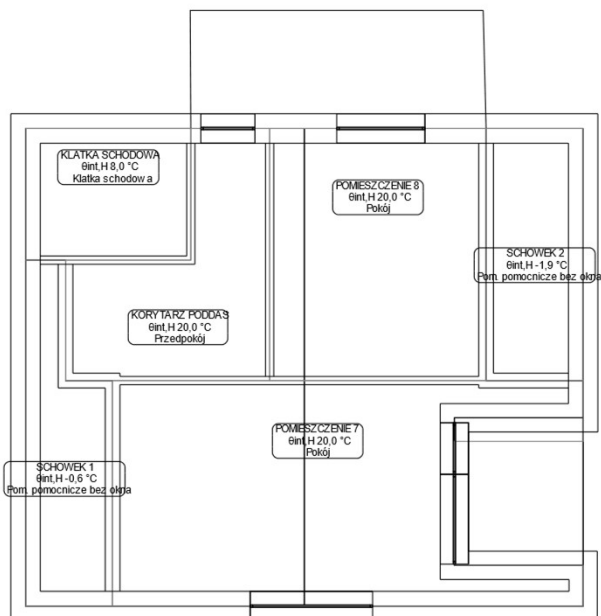 KLATKA SCHODOWA
θint,H 8,0 °C
Klatka schodowa
POMIESZCZENIE 8
θint,H 20,0 °C
Pokój
SCHOWEK 2
θint,H -1,9 °C
Pom. pomocnicze bez okna
KORYTARZ PODDAS
θint,H 20,0 °C
Przedpokój
POMIESZCZENIE 7
θint,H 20,0 °C
Pokój
SCHOWEK 1
θint,H -0,6 °C
Pom. pomocnicze bez okna